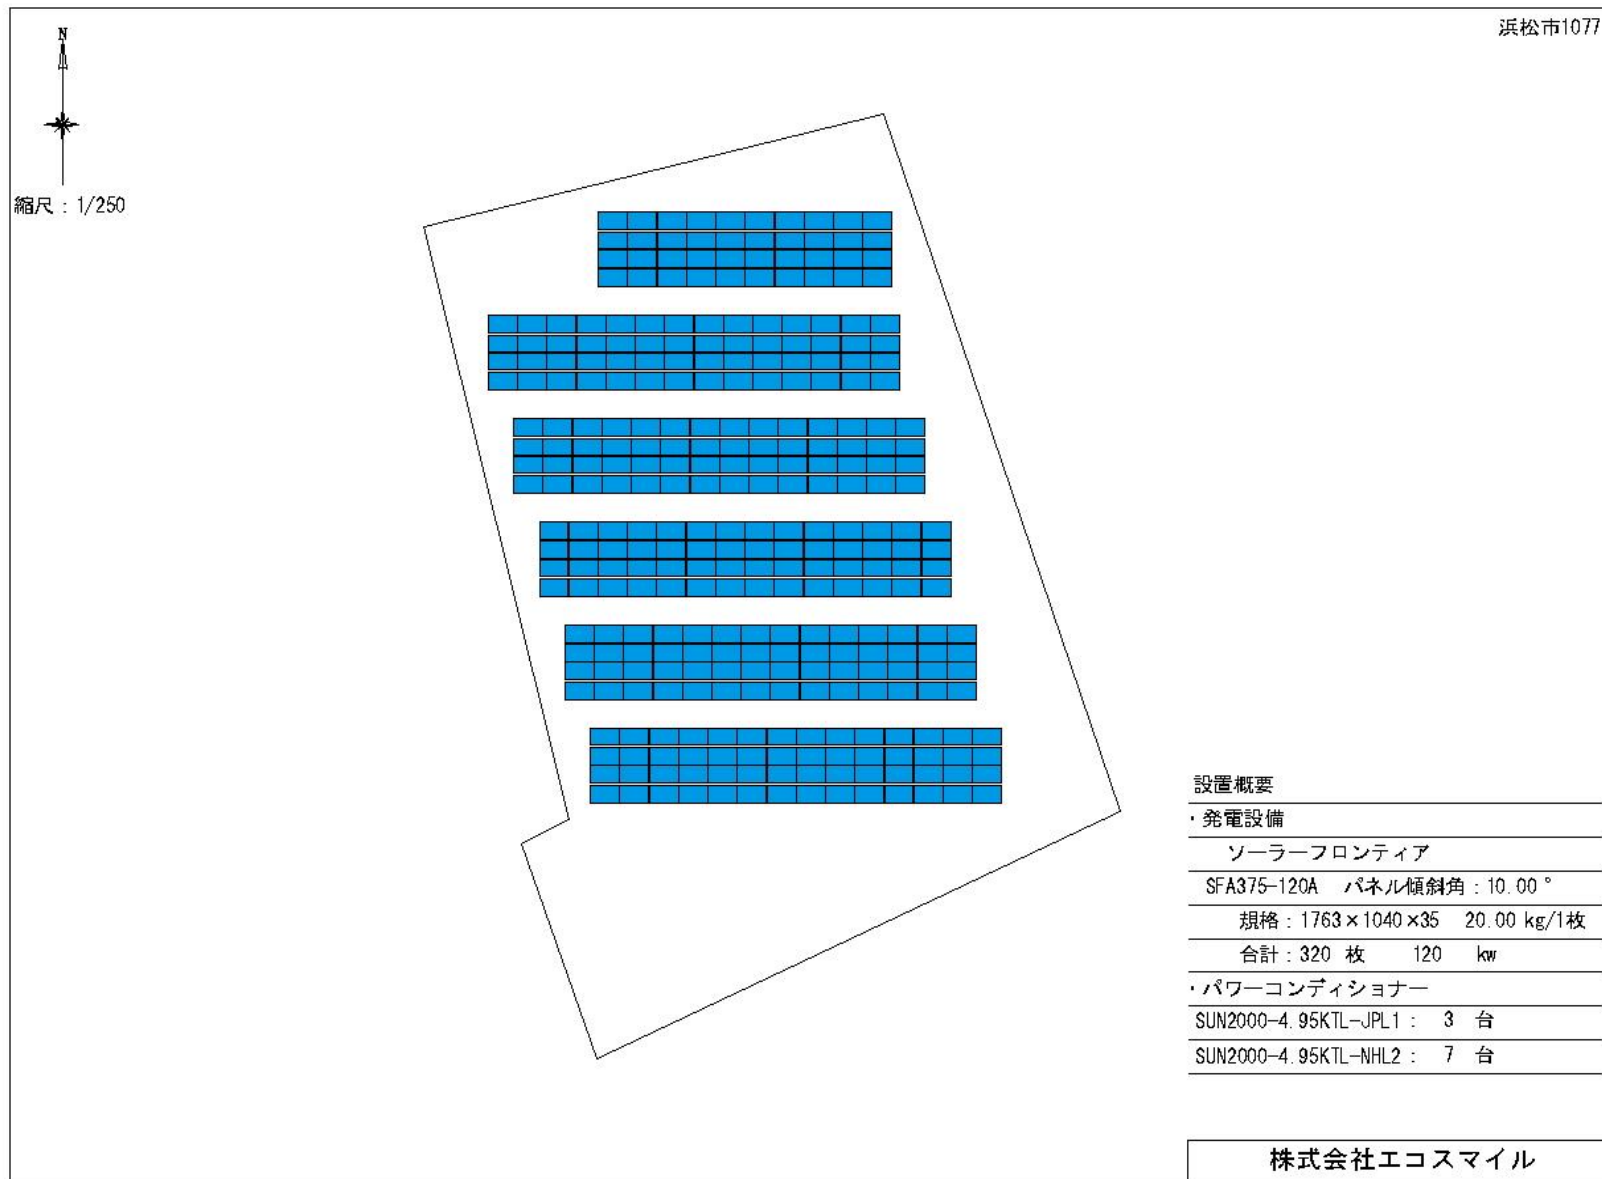 浜松市1077
N
縮尺：1/250
設置概要
・発電設備
ソーラーフロンティア
SFA375-120A パネル傾斜角：10.00°
規格：1763×1040×35 20.00 kg/1枚
合計：320 枚 120 kw
・パワーコンディショナー
SUN2000-4.95KTL-JPL1： 3 台
SUN2000-4.95KTL-NHL2： 7 台
株式会社エコスマイル